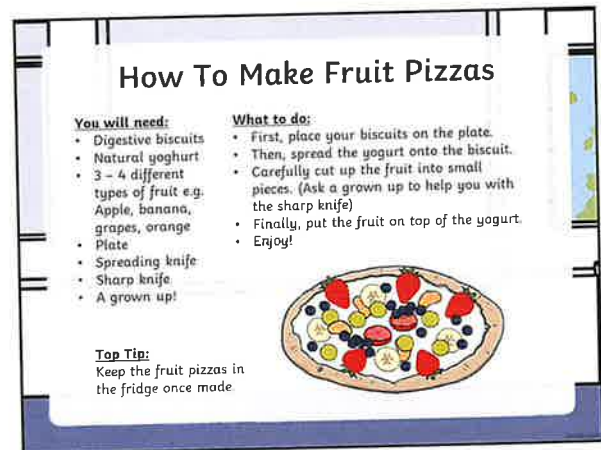 How To Make Fruit Pizzas
You will need:
• Digestive biscuits
• Natural yoghurt
• 3 – 4 different
types of fruit e.g.
Apple, banana,
grapes, orange
• Plate
• Spreading knife
• Sharp knife
• A grown up!
Top Tip:
Keep the fruit pizzas in
the fridge once made.
What to do:
• First, place your biscuits on the plate.
• Then, spread the yogurt onto the biscuit.
• Carefully cut up the fruit into small
pieces. (Ask a grown up to help you with
the sharp knife)
• Finally, put the fruit on top of the yogurt.
• Enjoy!